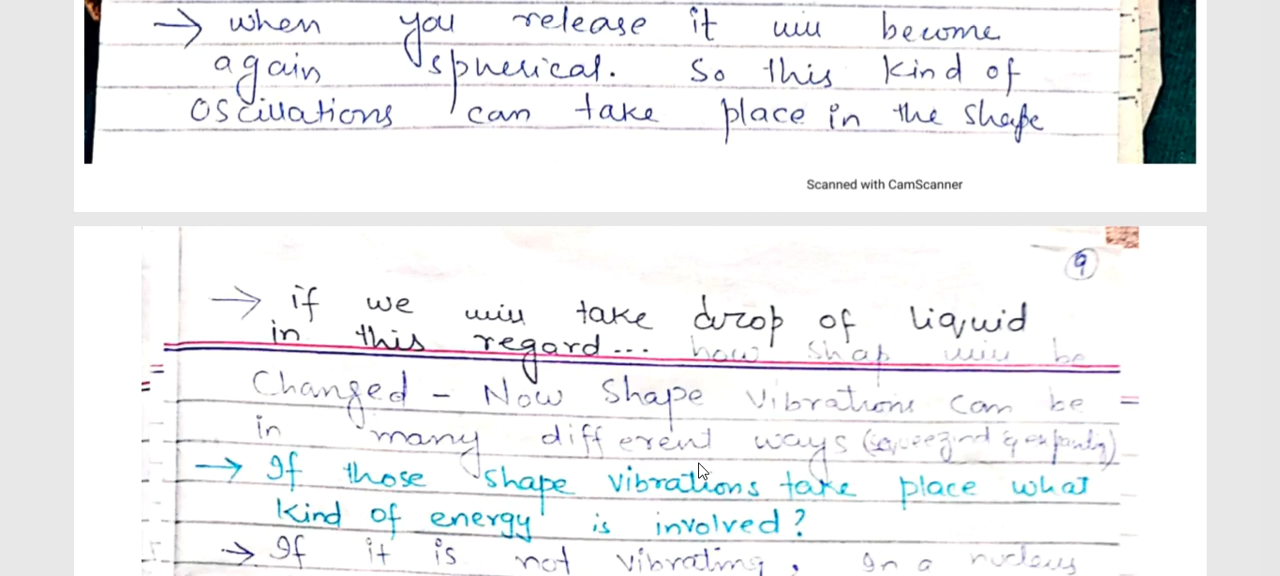 → when you release it will become
again spherical. So this kind of
oscillations can take place in the shape
Scanned with CamScanner
9
→ if we will take drop of liquid
in this regard... how shap will be
Changed - Now shape vibrations can be =
in many different ways (squeezind & expanding)
→ If those shape vibrations take place what
kind of energy is involved?
→ If it is not vibrating, In a nucleus